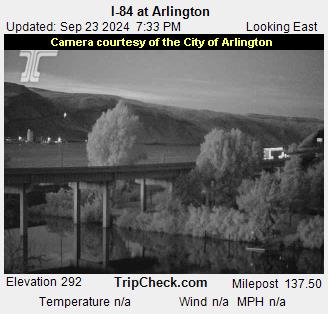 I-84 at Arlington
Updated: Sep 23 2024 7:33 PM Looking East
Camera courtesy of the City of Arlington
Elevation 292 TripCheck.com Milepost 137.50
Temperature n/a Wind n/a MPH n/a